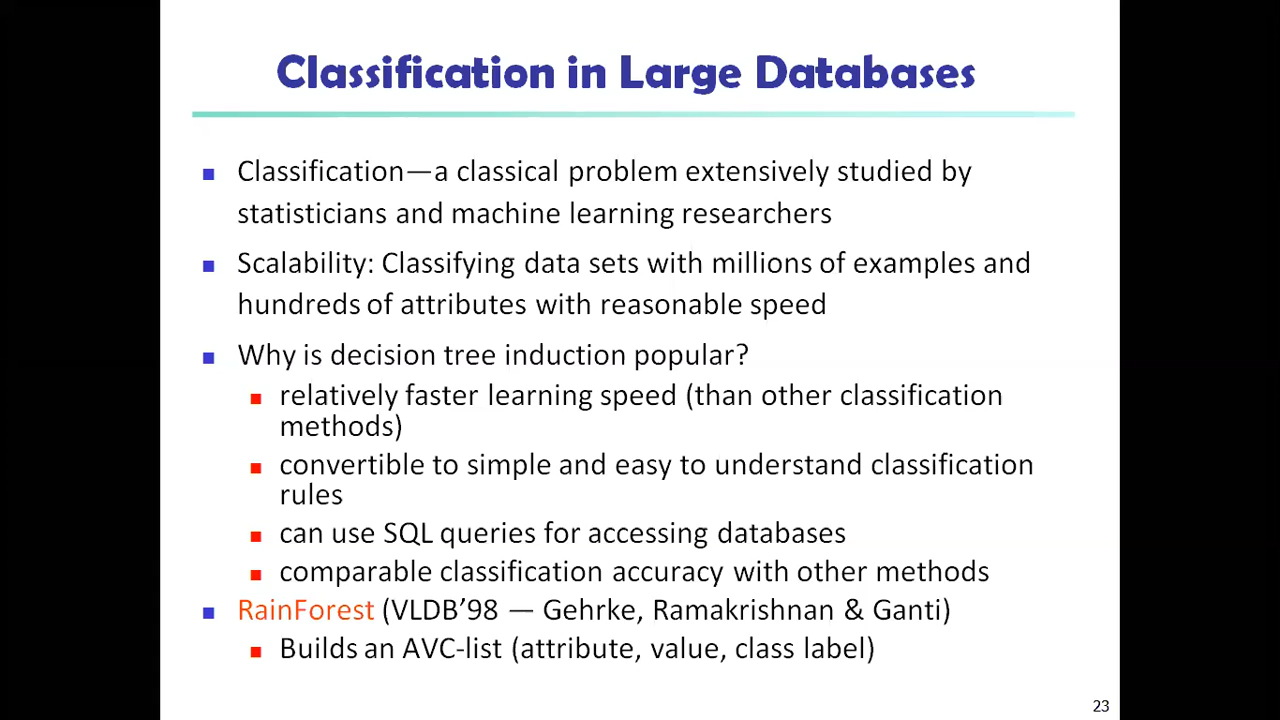 Classification in Large Databases
Classification—a classical problem extensively studied by
statisticians and machine learning researchers
Scalability: Classifying data sets with millions of examples and
hundreds of attributes with reasonable speed
Why is decision tree induction popular?
relatively faster learning speed (than other classification
methods)
convertible to simple and easy to understand classification
rules
can use SQL queries for accessing databases
comparable classification accuracy with other methods
RainForest (VLDB’98 — Gehrke, Ramakrishnan & Ganti)
Builds an AVC-list (attribute, value, class label)
23